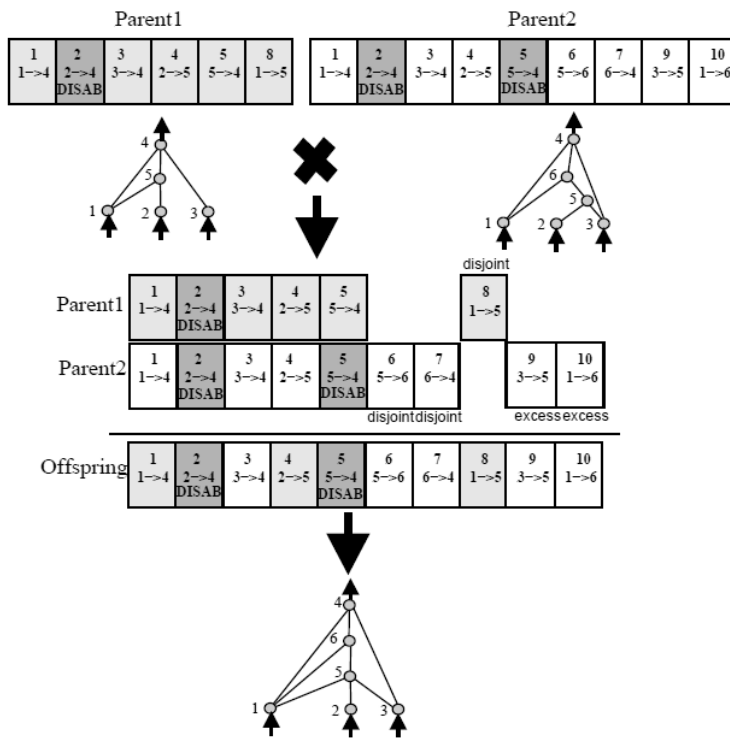 Parent1 Parent2
1 2 3 4 5 8 1 2 3 4 5 6 7 9 10
1->4 2->4 3->4 2->5 5->4 1->5 1->4 2->4 3->4 2->5 5->4 5->6 6->4 3->5 1->6
DISAB DISAB DISAB
4 4
5 6
5
1 2 3 1 2 3
disjoint
Parent1 1 2 3 4 5 8
1->4 2->4 3->4 2->5 5->4 1->5
DISAB
Parent2 1 2 3 4 5 6 7 9 10
1->4 2->4 3->4 2->5 5->4 5->6 6->4 3->5 1->6
DISAB DISAB
disjoint disjoint excess excess
Offspring 1 2 3 4 5 6 7 8 9 10
1->4 2->4 3->4 2->5 5->4 5->6 6->4 1->5 3->5 1->6
DISAB DISAB
4
6
5
1 2 3